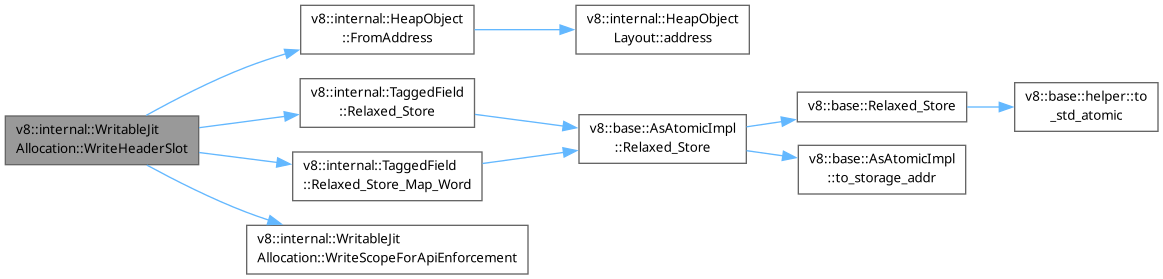 v8::internal::WritableJit
Allocation::WriteHeaderSlot
v8::internal::HeapObject
::FromAddress
v8::internal::HeapObject
Layout::address
v8::internal::TaggedField
::Relaxed_Store
v8::internal::TaggedField
::Relaxed_Store_Map_Word
v8::base::AsAtomicImpl
::Relaxed_Store
v8::base::Relaxed_Store
v8::base::helper::to
_std_atomic
v8::base::AsAtomicImpl
::to_storage_addr
v8::internal::WritableJit
Allocation::WriteScopeForApiEnforcement